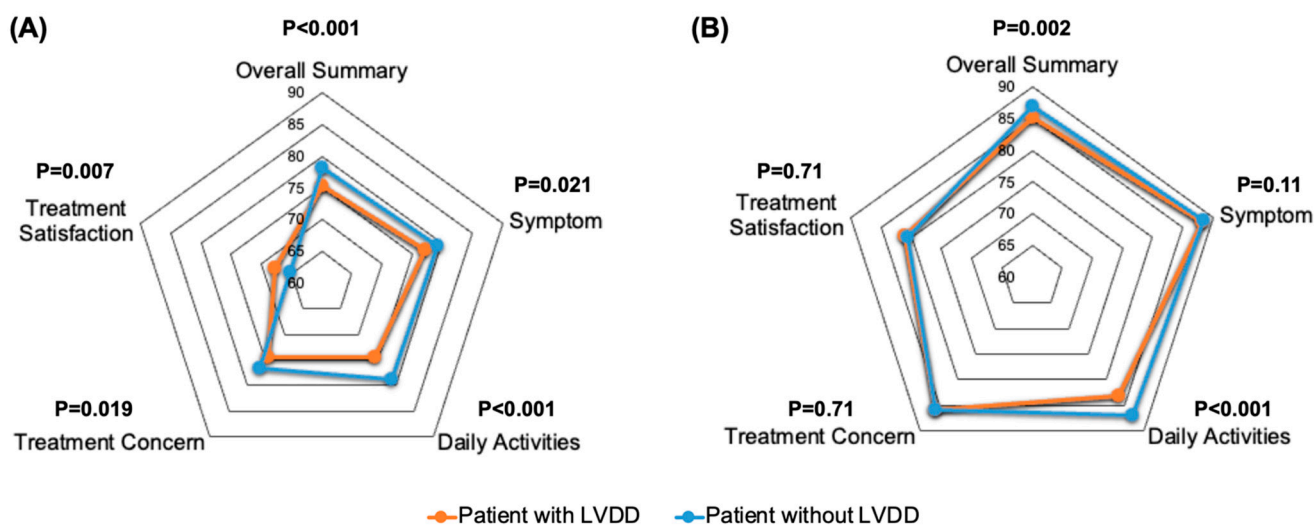 (A)
P<0.001
Overall Summary
90
85
80
75
70
65
60
P=0.007
Treatment
Satisfaction
P=0.021
Symptom
P=0.019
Treatment Concern
P<0.001
Daily Activities
(B)
P=0.002
Overall Summary
90
85
80
75
70
65
60
P=0.71
Treatment
Satisfaction
P=0.11
Symptom
P=0.71
Treatment Concern
P<0.001
Daily Activities
Patient with LVDD
Patient without LVDD